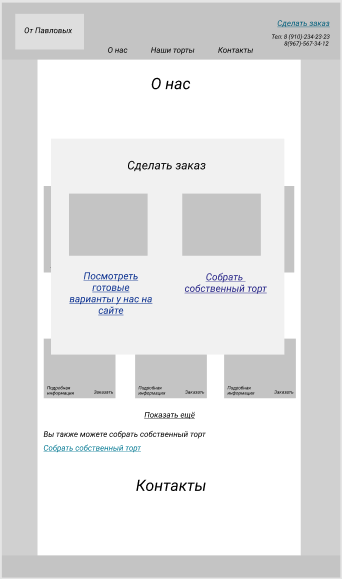 От Павловых
Сделать заказ
Тел: 8 (910)-234-23-23
8(967)-567-34-12
О нас
Наши торты
Контакты
О нас
Сделать заказ
Посмотреть
готовые
варианты у нас на
сайте
Собрать
собственный торт
Подробная
информация
Заказать
Подробная
информация
Заказать
Подробная
информация
Заказать
Показать ещё
Вы также можете собрать собственный торт
Собрать собственный торт
Контакты